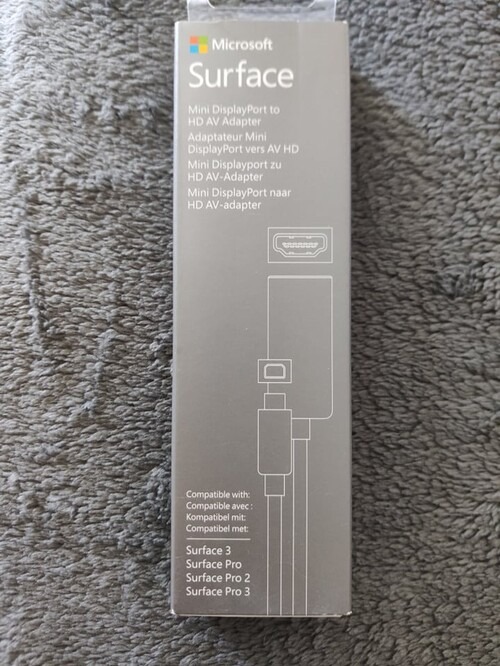 Microsoft
Surface
Mini DisplayPort to
HD AV Adapter
Adaptateur Mini
DisplayPort vers AV HD
Mini Displayport zu
HD AV-Adapter
Mini DisplayPort naar
HD AV-adapter
Compatible with:
Compatible avec :
Kompatibel mit:
Compatibel met:
Surface 3
Surface Pro
Surface Pro 2
Surface Pro 3